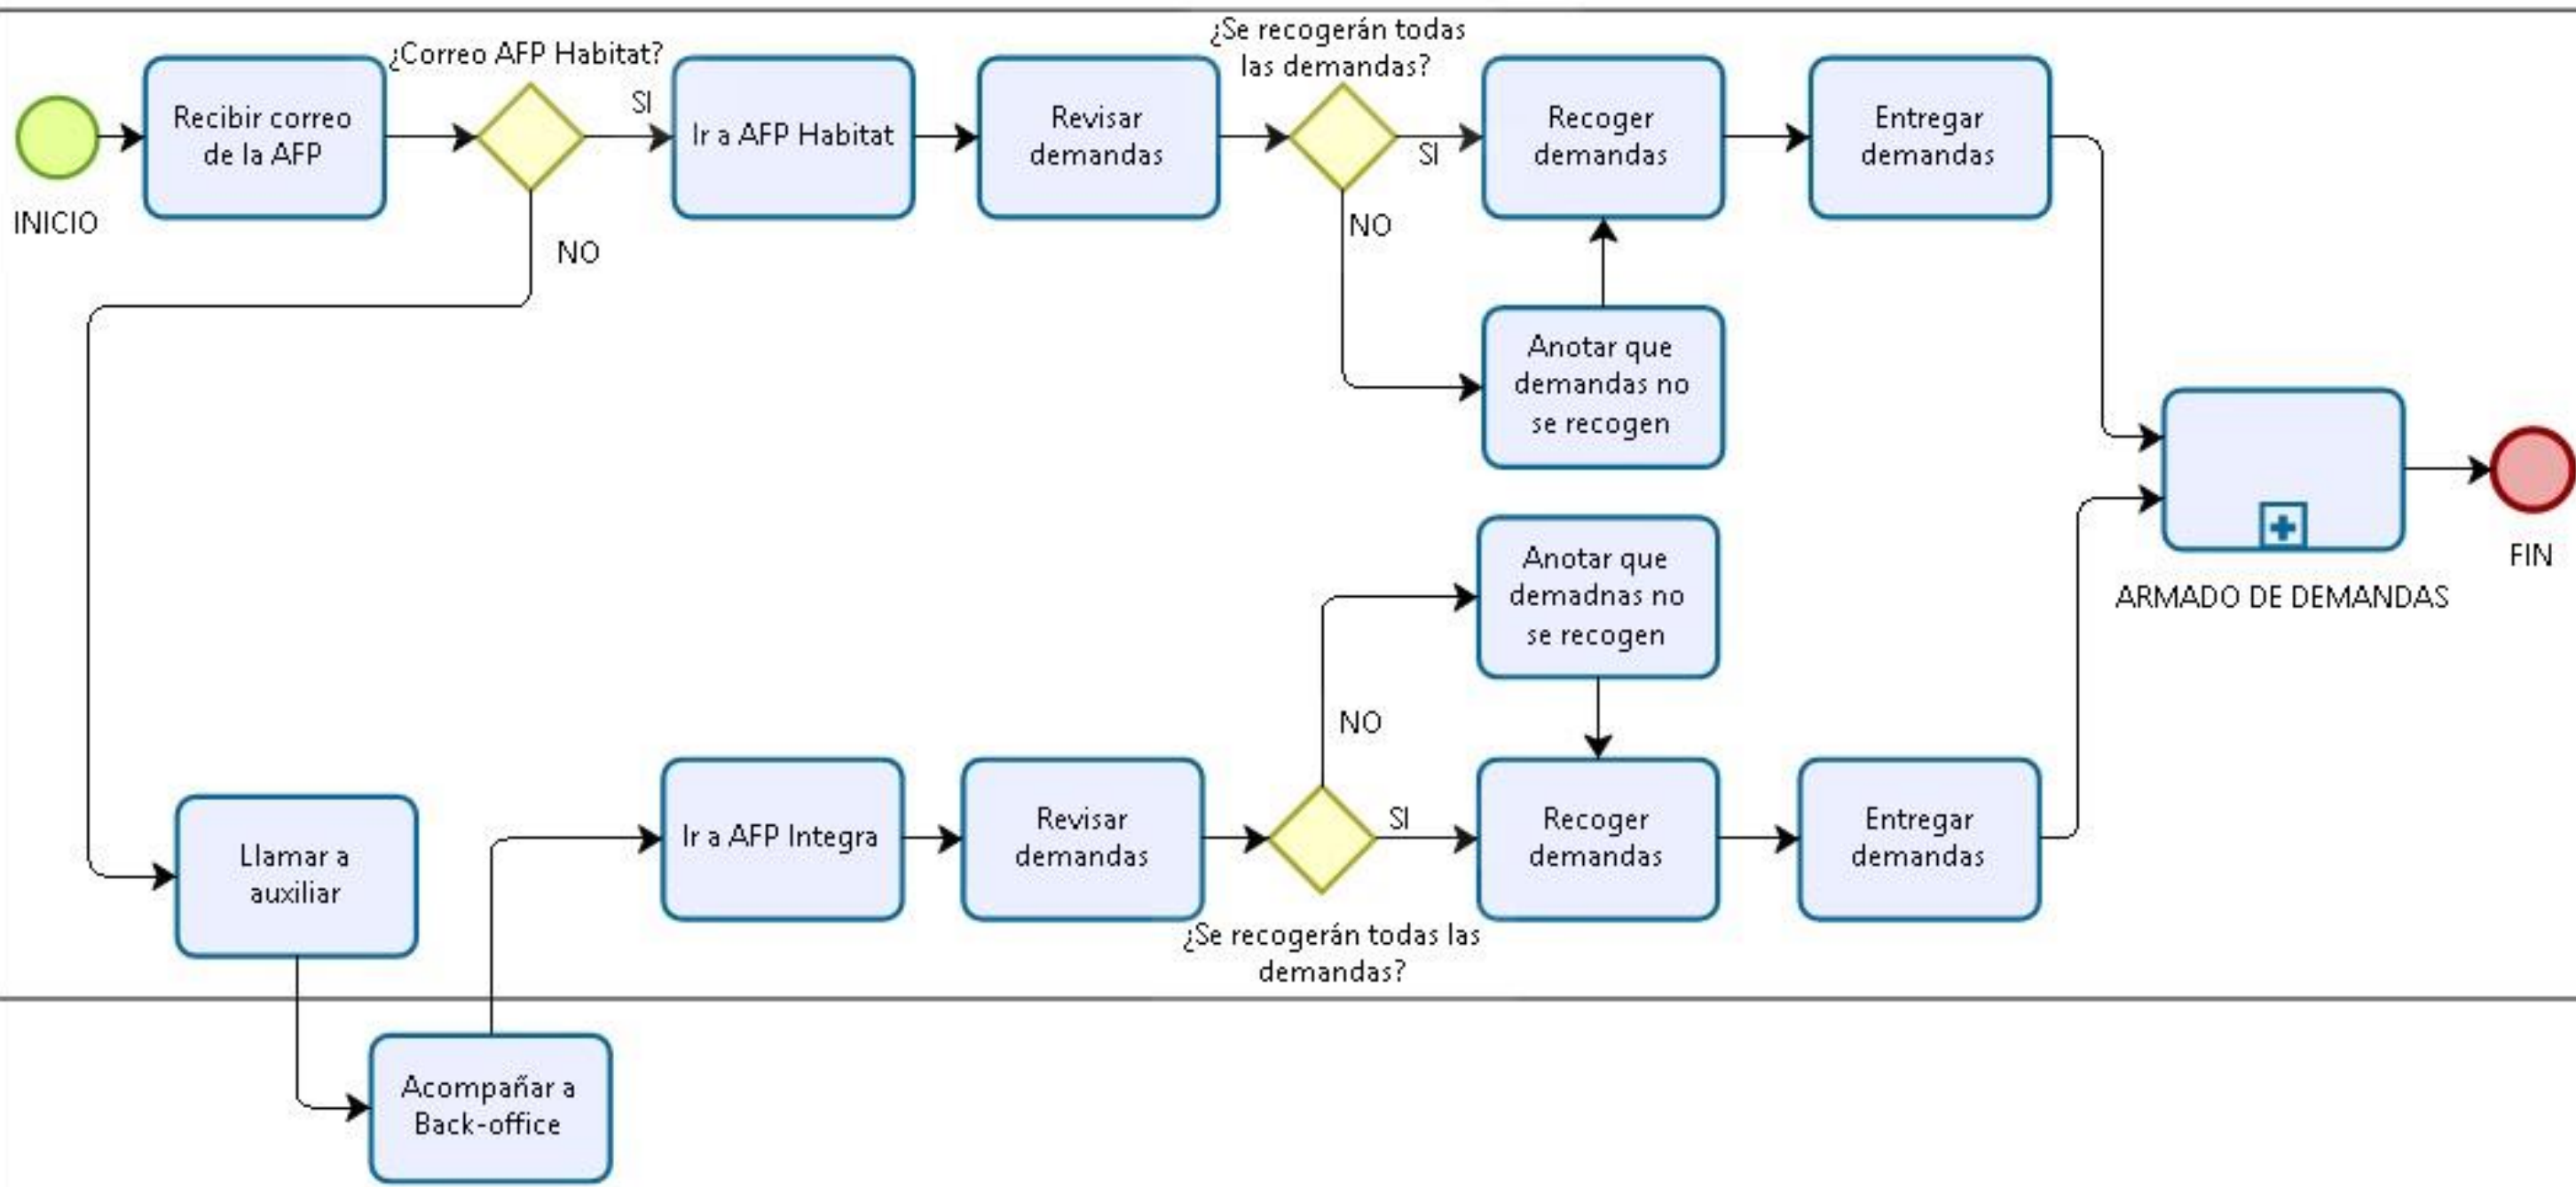 ¿Se recogerán todas
las demandas?
¿Correo AFP Habitat?
SI
Recibir correo
de la AFP
Ir a AFP Habitat
Revisar
demandas
SI
Recoger
demandas
Entregar
demandas
INICIO
NO
NO
Anotar que
demandas no
se recogen
Anotar que
demadnas no
se recogen
FIN
ARMADO DE DEMANDAS
NO
Llamar a
auxiliar
Ir a AFP Integra
Revisar
demandas
SI
Recoger
demandas
Entregar
demandas
¿Se recogerán todas las
demandas?
Acompañar a
Back-office